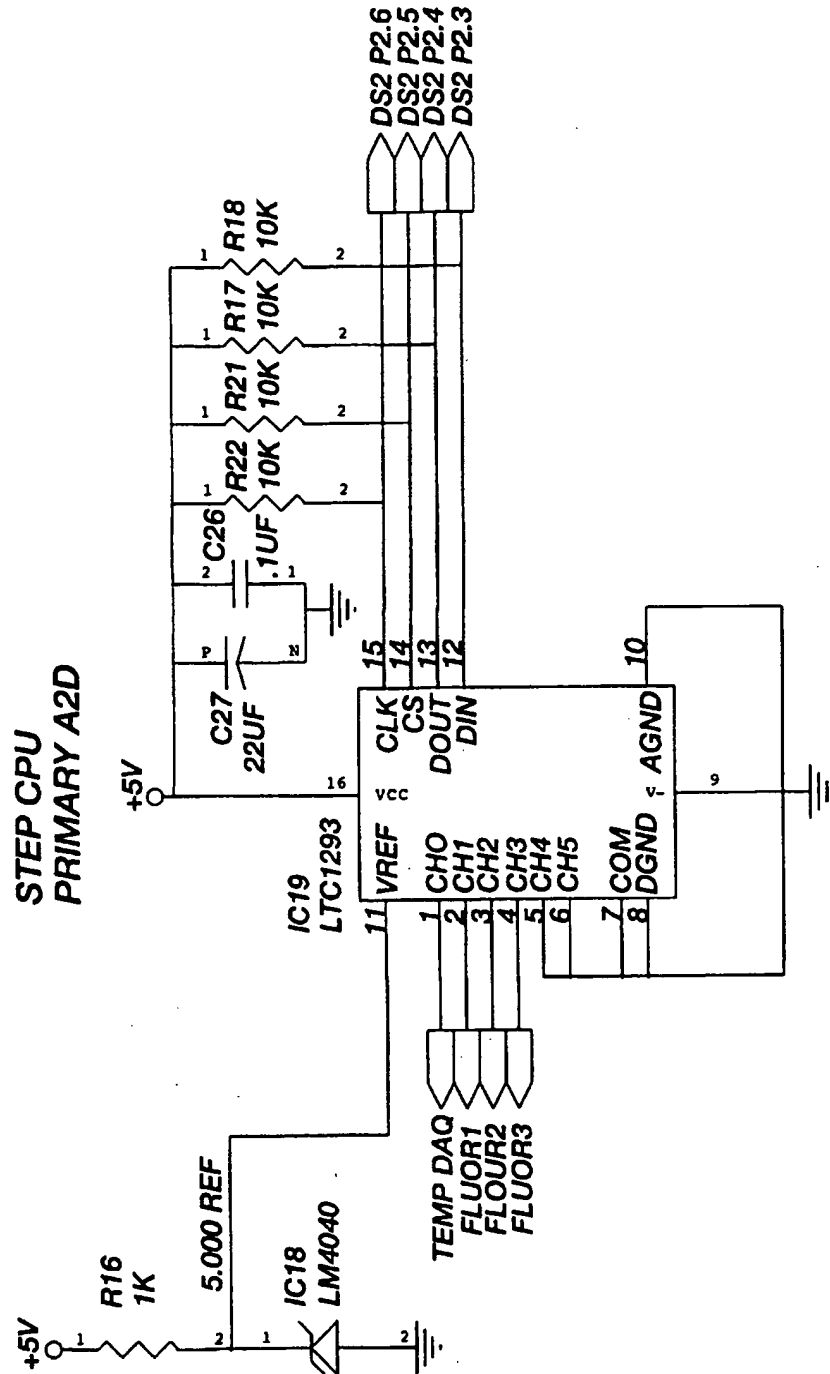 STEP CPU
PRIMARY A2D
+5V
R16
1K
1
2
5.000 REF
1
IC18
LM4040
2
+5V
P
C27
22UF
N
2
C26
.1UF
1
1
R22
10K
2
1
R21
10K
2
1
R17
10K
2
1
R18
10K
2
IC19
LTC1293
16
VCC
11
VREF
1
CHO
2
CH1
3
CH2
4
CH3
5
CH4
6
CH5
7
COM
8
DGND
15
CLK
14
CS
13
DOUT
12
DIN
10
AGND
9
V-
TEMP DAQ
FLUOR1
FLOUR2
FLUOR3
DS2 P2.6
DS2 P2.5
DS2 P2.4
DS2 P2.3